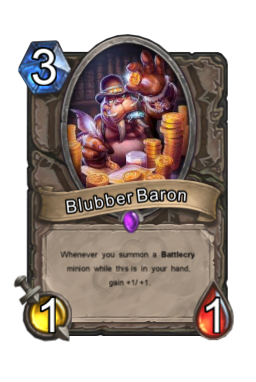 3
Blubber Baron
Whenever you summon a Battlecry
minion while this is in your hand,
gain +1/+1.
1
1